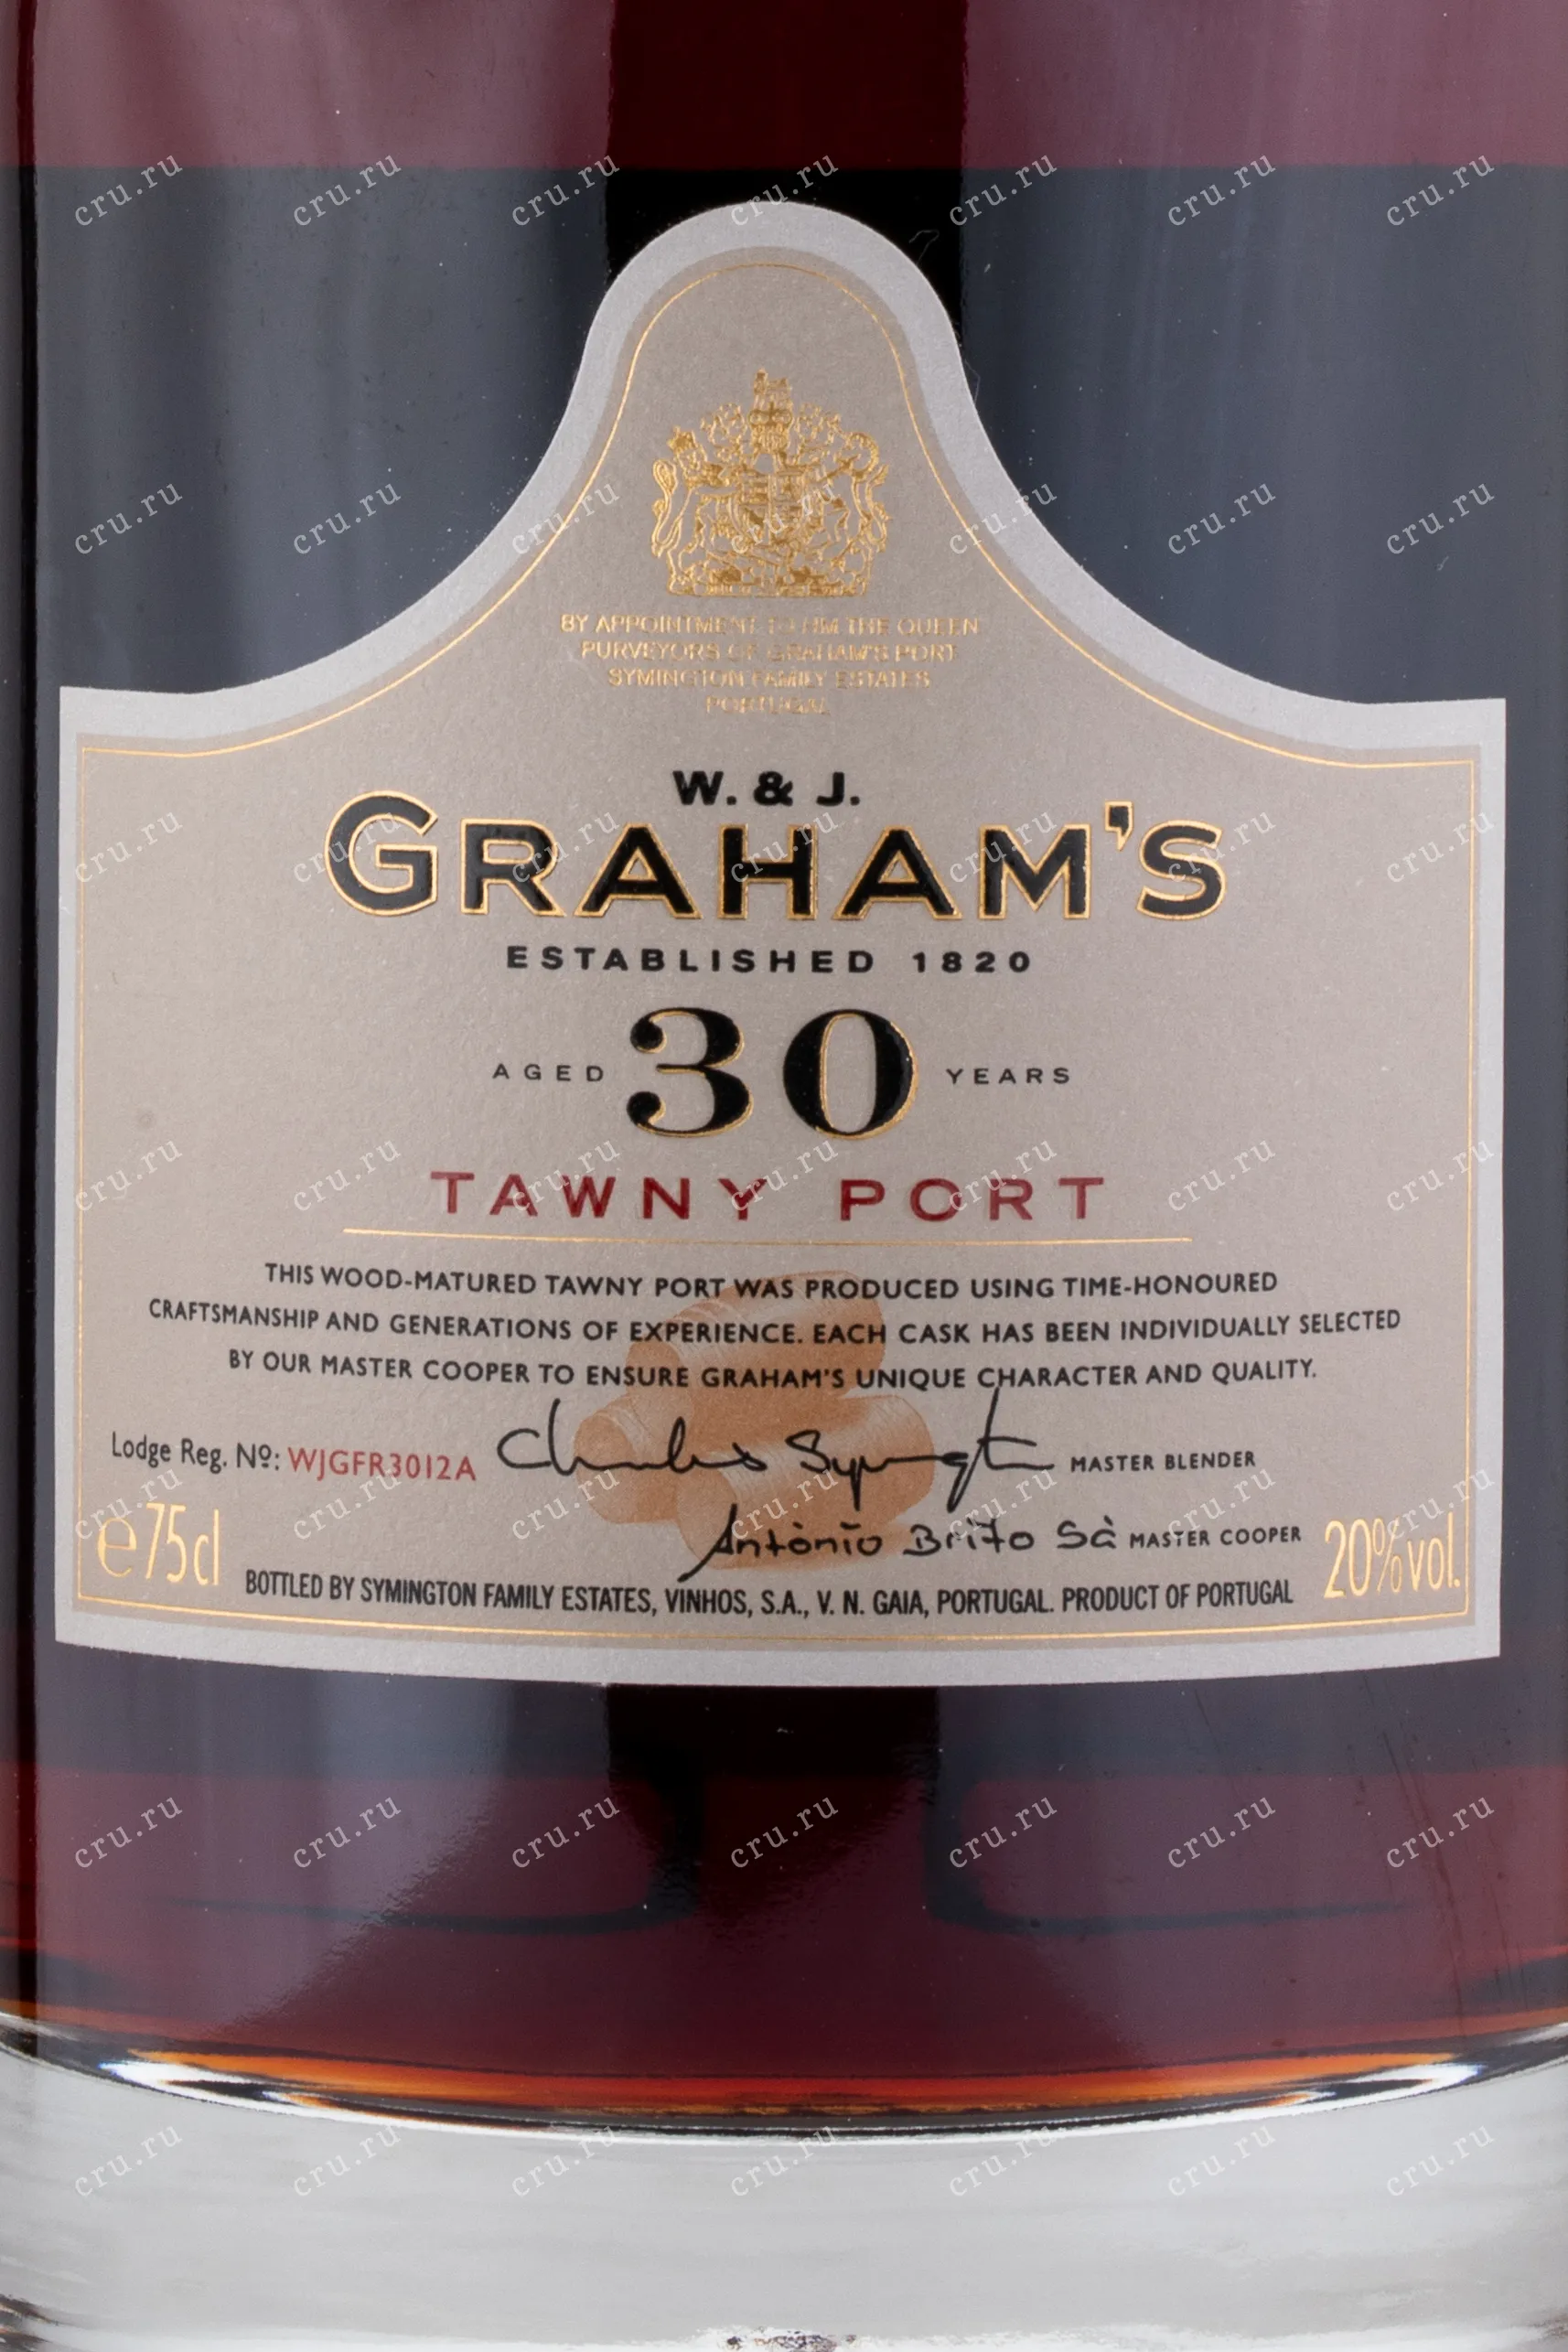 BY APPOINTMENT TO HM THE QUEEN
PURVEYORS OF GRAHAM'S PORT
SYMINGTON FAMILY ESTATES
PORTUGAL
W. & J.
GRAHAM'S
ESTABLISHED 1820
AGED 30 YEARS
TAWNY PORT
THIS WOOD-MATURED TAWNY PORT WAS PRODUCED USING TIME-HONOURED
CRAFTSMANSHIP AND GENERATIONS OF EXPERIENCE. EACH CASK HAS BEEN INDIVIDUALLY SELECTED
BY OUR MASTER COOPER TO ENSURE GRAHAM'S UNIQUE CHARACTER AND QUALITY.
Lodge Reg. Nº: WJGFR3012A Charles Symington MASTER BLENDER
António Brito Sà MASTER COOPER
e75cl
20%vol.
BOTTLED BY SYMINGTON FAMILY ESTATES, VINHOS, S.A., V. N. GAIA, PORTUGAL. PRODUCT OF PORTUGAL
cru.ru